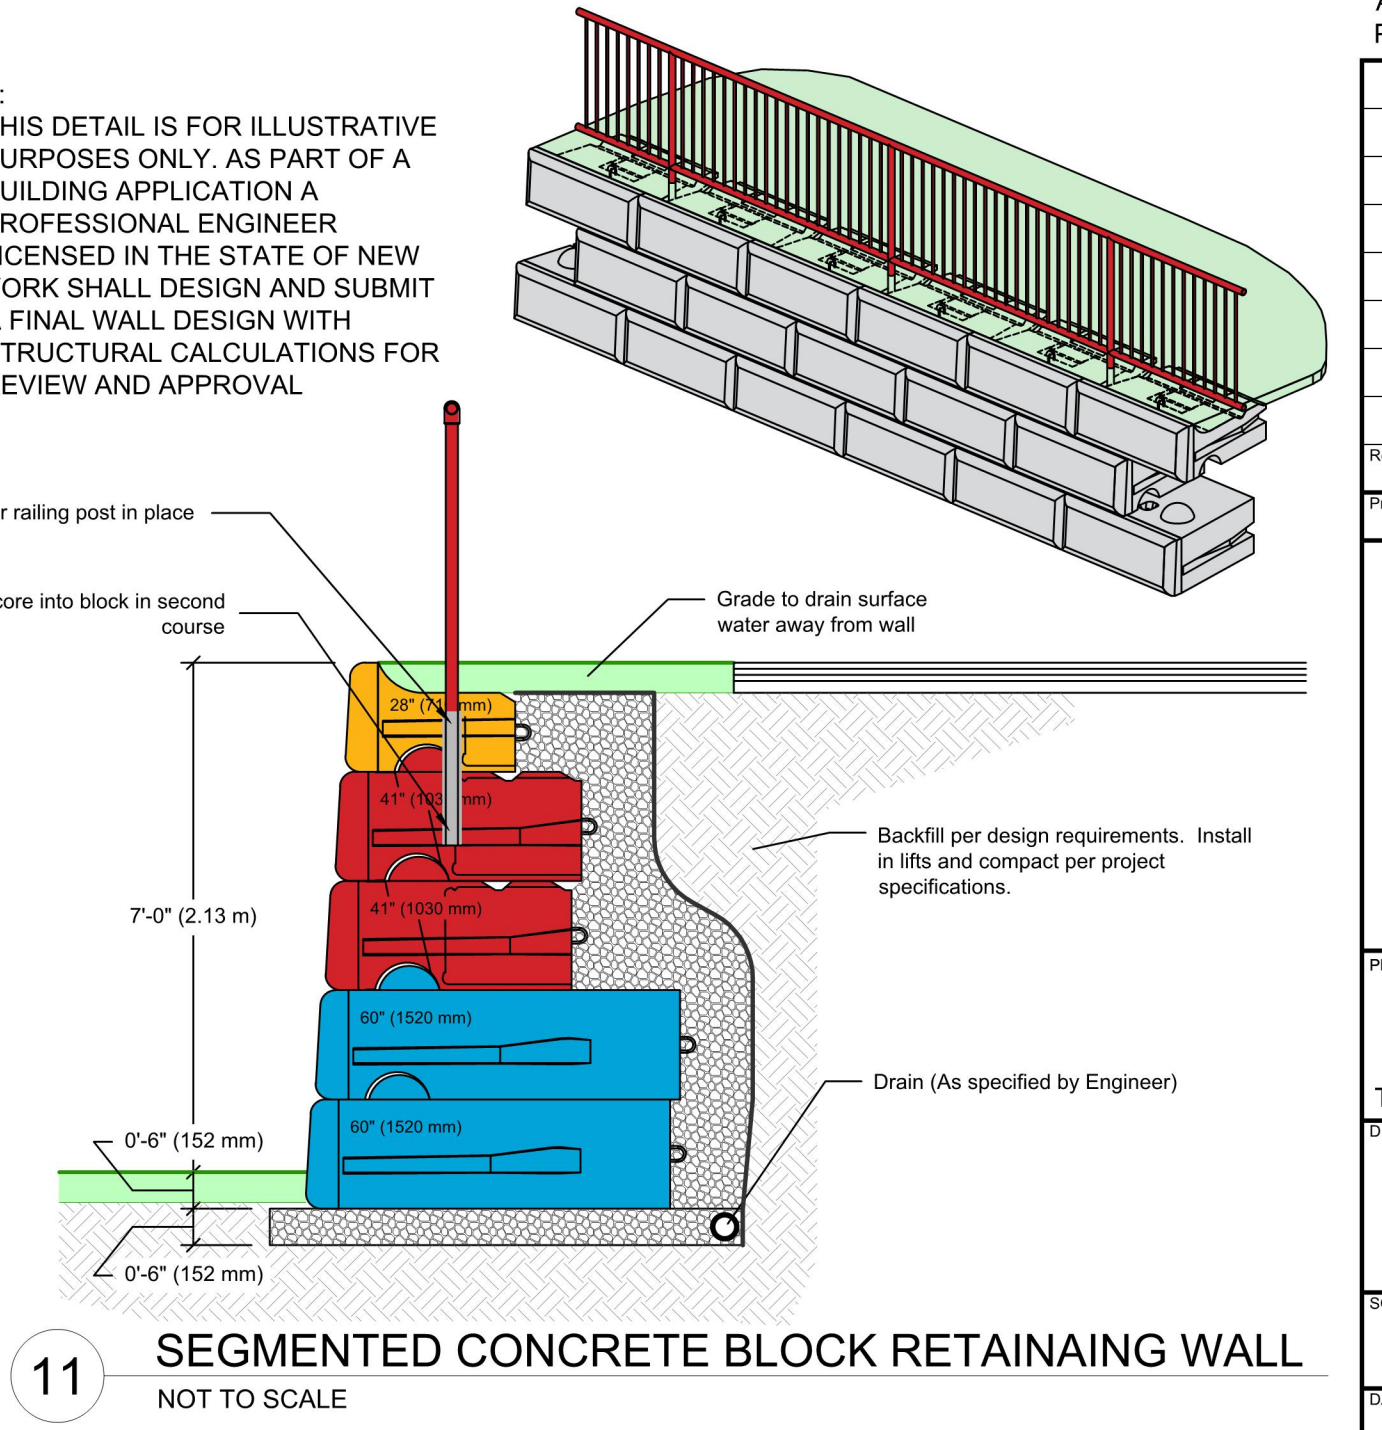 :
HIS DETAIL IS FOR ILLUSTRATIVE
URPOSES ONLY. AS PART OF A
UILDING APPLICATION A
ROFESSIONAL ENGINEER
ICENSED IN THE STATE OF NEW
ORK SHALL DESIGN AND SUBMIT
FINAL WALL DESIGN WITH
TRUCTURAL CALCULATIONS FOR
EVIEW AND APPROVAL
r railing post in place
core into block in second
course
Grade to drain surface
water away from wall
28" (71 mm)
41" (103 mm)
Backfill per design requirements. Install
in lifts and compact per project
specifications.
7'-0" (2.13 m)
41" (1030 mm)
60" (1520 mm)
Drain (As specified by Engineer)
60" (1520 mm)
0'-6" (152 mm)
0'-6" (152 mm)
11
SEGMENTED CONCRETE BLOCK RETAINAING WALL
NOT TO SCALE